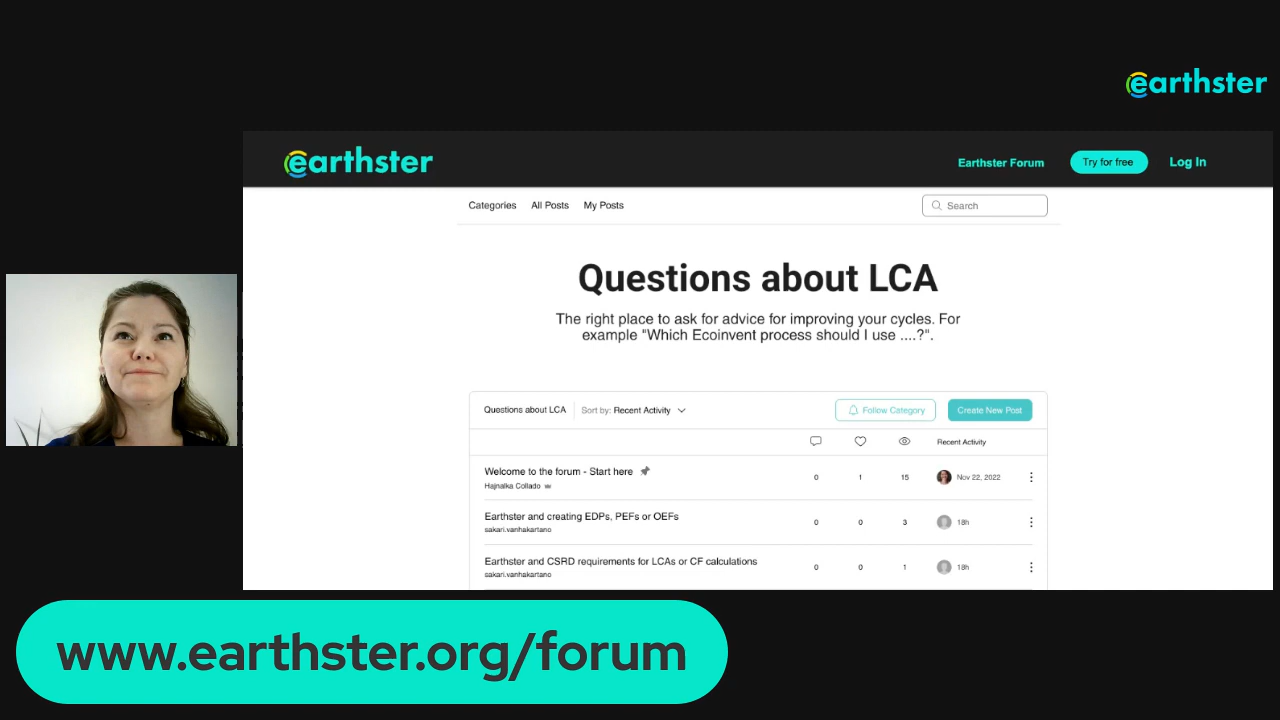 earthster
earthster
Earthster Forum
Try for free
Log In
Categories
All Posts
My Posts
Search
Questions about LCA
The right place to ask for advice for improving your cycles. For
example "Which Ecoinvent process should I use ....?".
Questions about LCA
Sort by: Recent Activity
Follow Category
Create New Post
Recent Activity
Welcome to the forum - Start here
Hajnalka Collado
0 1 15 Nov 22, 2022
Earthster and creating EDPs, PEFs or OEFs
sakari.vanhakartano
0 0 3 18h
Earthster and CSRD requirements for LCAs or CF calculations
sakari.vanhakartano
0 0 1 18h
www.earthster.org/forum